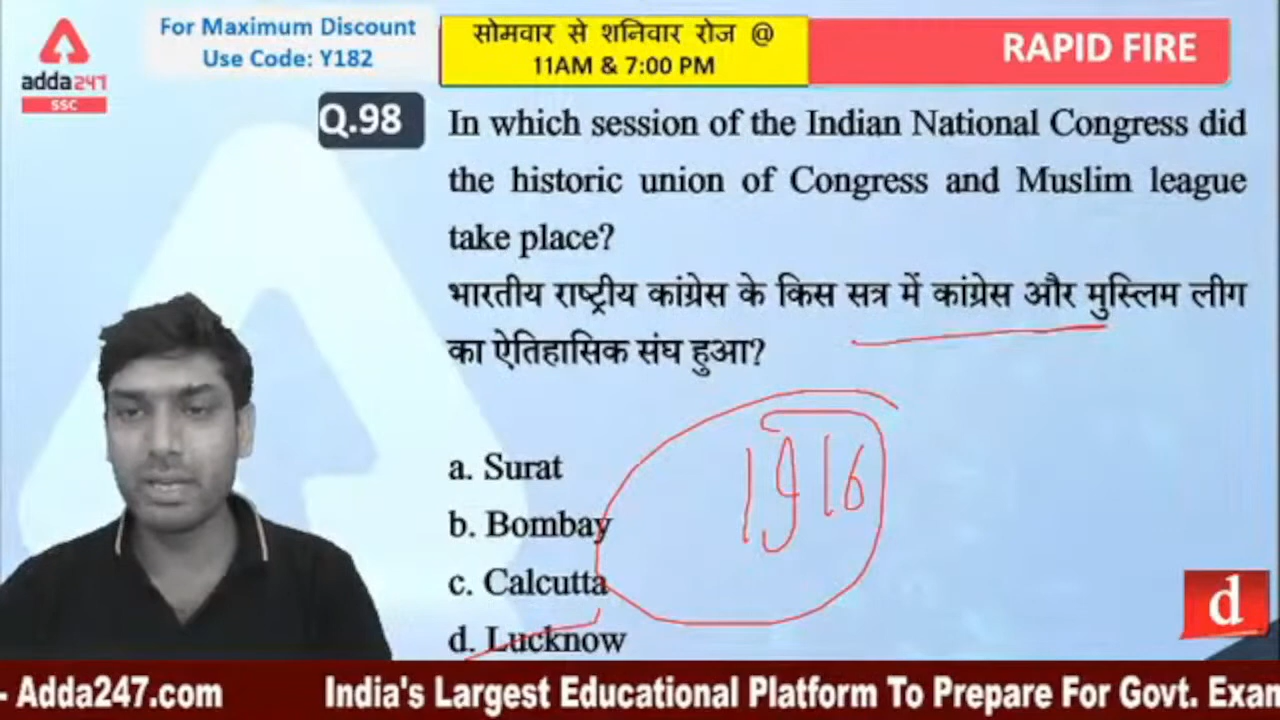 For Maximum Discount
Use Code: Y182
सोमवार से शनिवार रोज @
11AM & 7:00 PM
RAPID FIRE
adda247
SSC
Q.98
In which session of the Indian National Congress did
the historic union of Congress and Muslim league
take place?
भारतीय राष्ट्रीय कांग्रेस के किस सत्र में कांग्रेस और मुस्लिम लीग
का ऐतिहासिक संघ हुआ?
1916
a. Surat
b. Bombay
c. Calcutta
d. Lucknow
d
- Adda247.com
India's Largest Educational Platform To Prepare For Govt. Exam